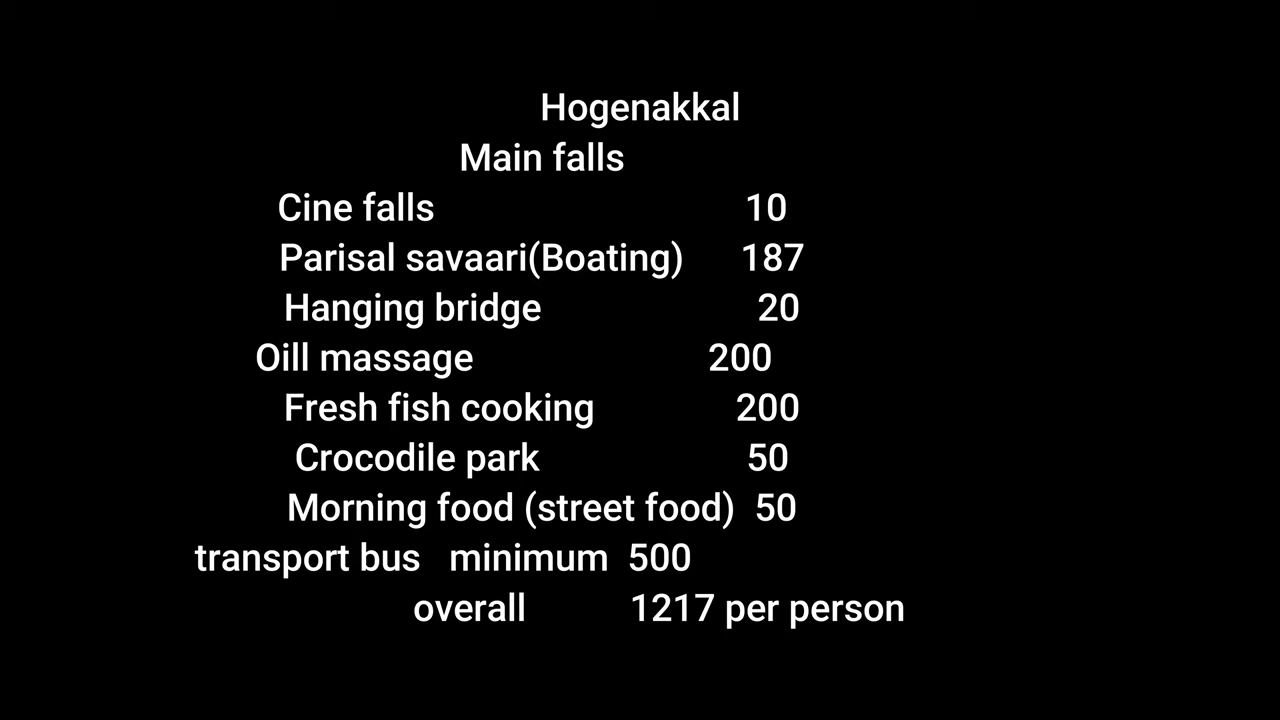 Hogenakkal
Main falls
Cine falls 10
Parisal savaari(Boating) 187
Hanging bridge 20
Oill massage 200
Fresh fish cooking 200
Crocodile park 50
Morning food (street food) 50
transport bus minimum 500
overall 1217 per person